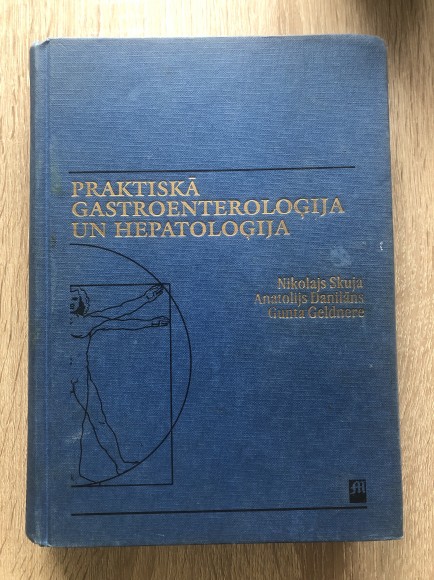 PRAKTISKĀ
GASTROENTEROLOĢIJA
UN HEPATOLOĢIJA
Nikolajs Skuja
Anatolijs Danilāns
Gunta Geldnere